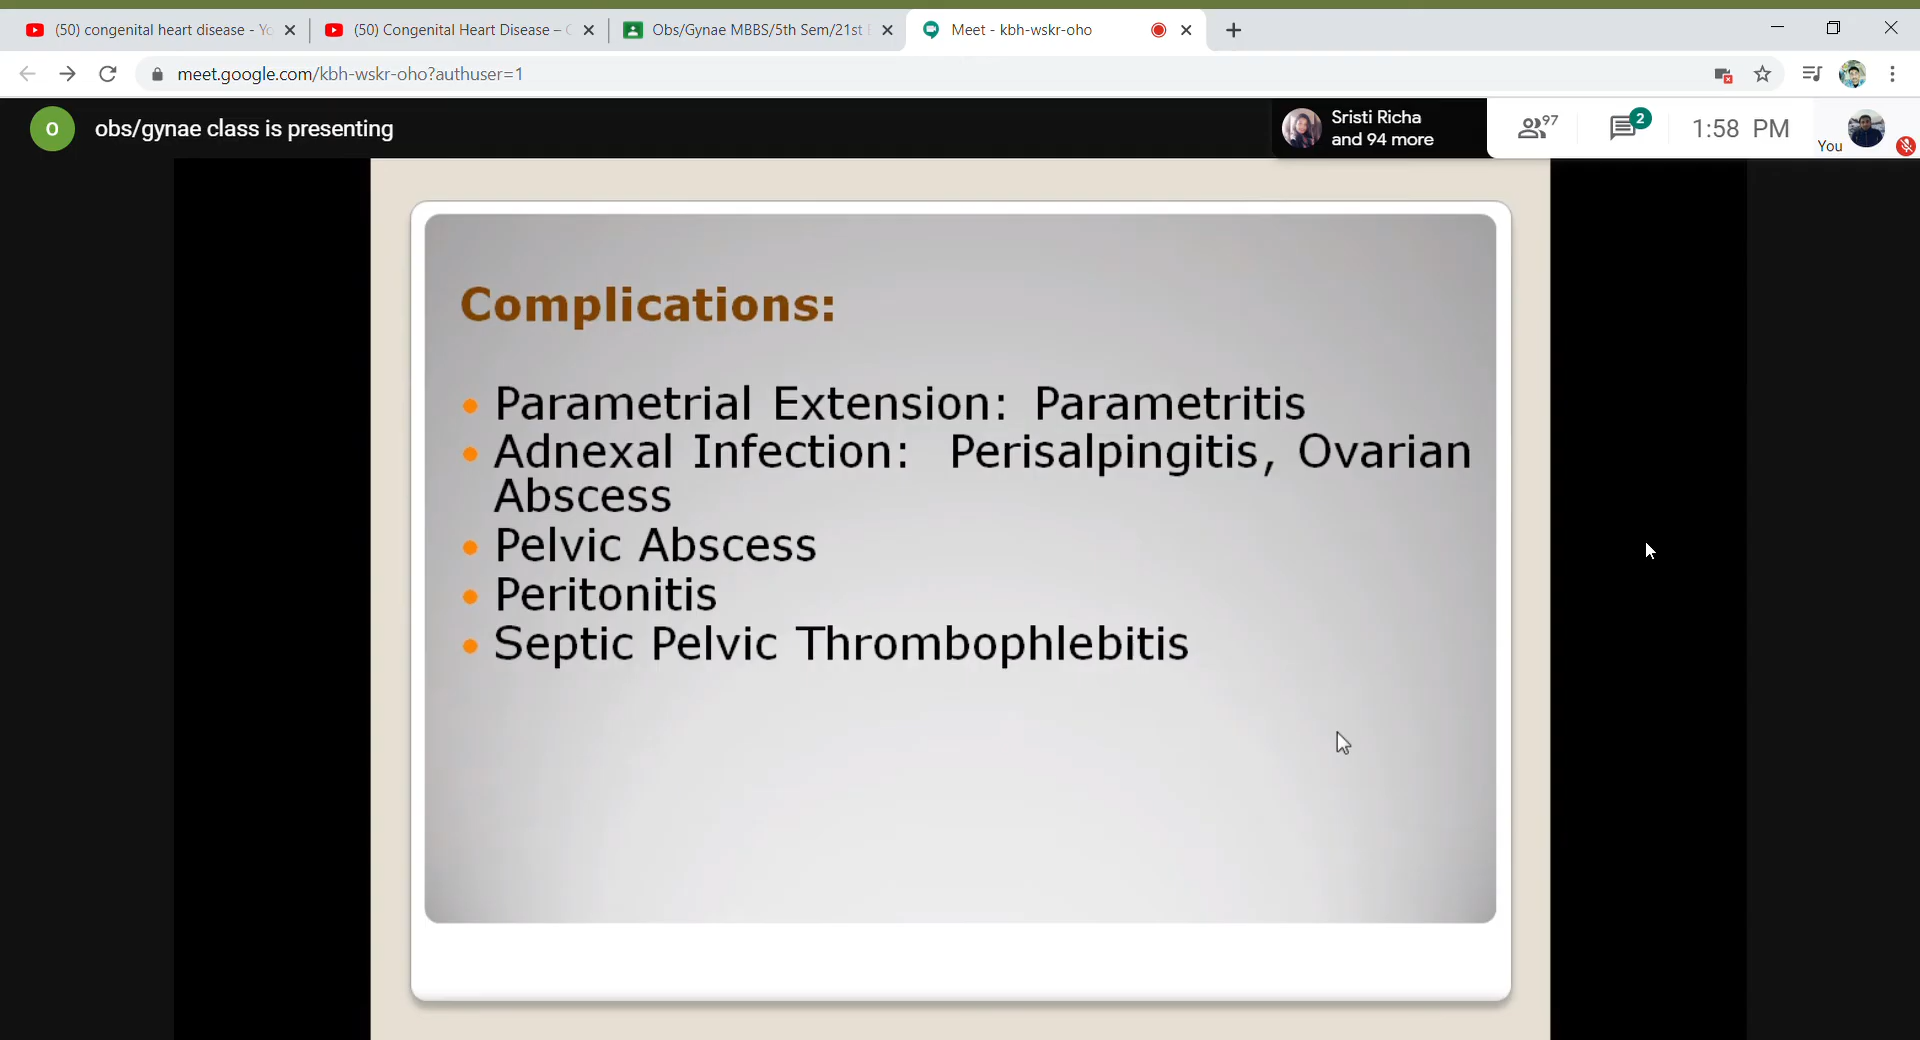 (50) congenital heart disease - Yo
(50) Congenital Heart Disease –
Obs/Gynae MBBS/5th Sem/21st
Meet - kbh-wskr-oho
meet.google.com/kbh-wskr-oho?authuser=1
O
obs/gynae class is presenting
Sristi Richa
and 94 more
97
2
1:58 PM
You
Complications:
• Parametrial Extension: Parametritis
• Adnexal Infection: Perisalpingitis, Ovarian
Abscess
• Pelvic Abscess
• Peritonitis
• Septic Pelvic Thrombophlebitis